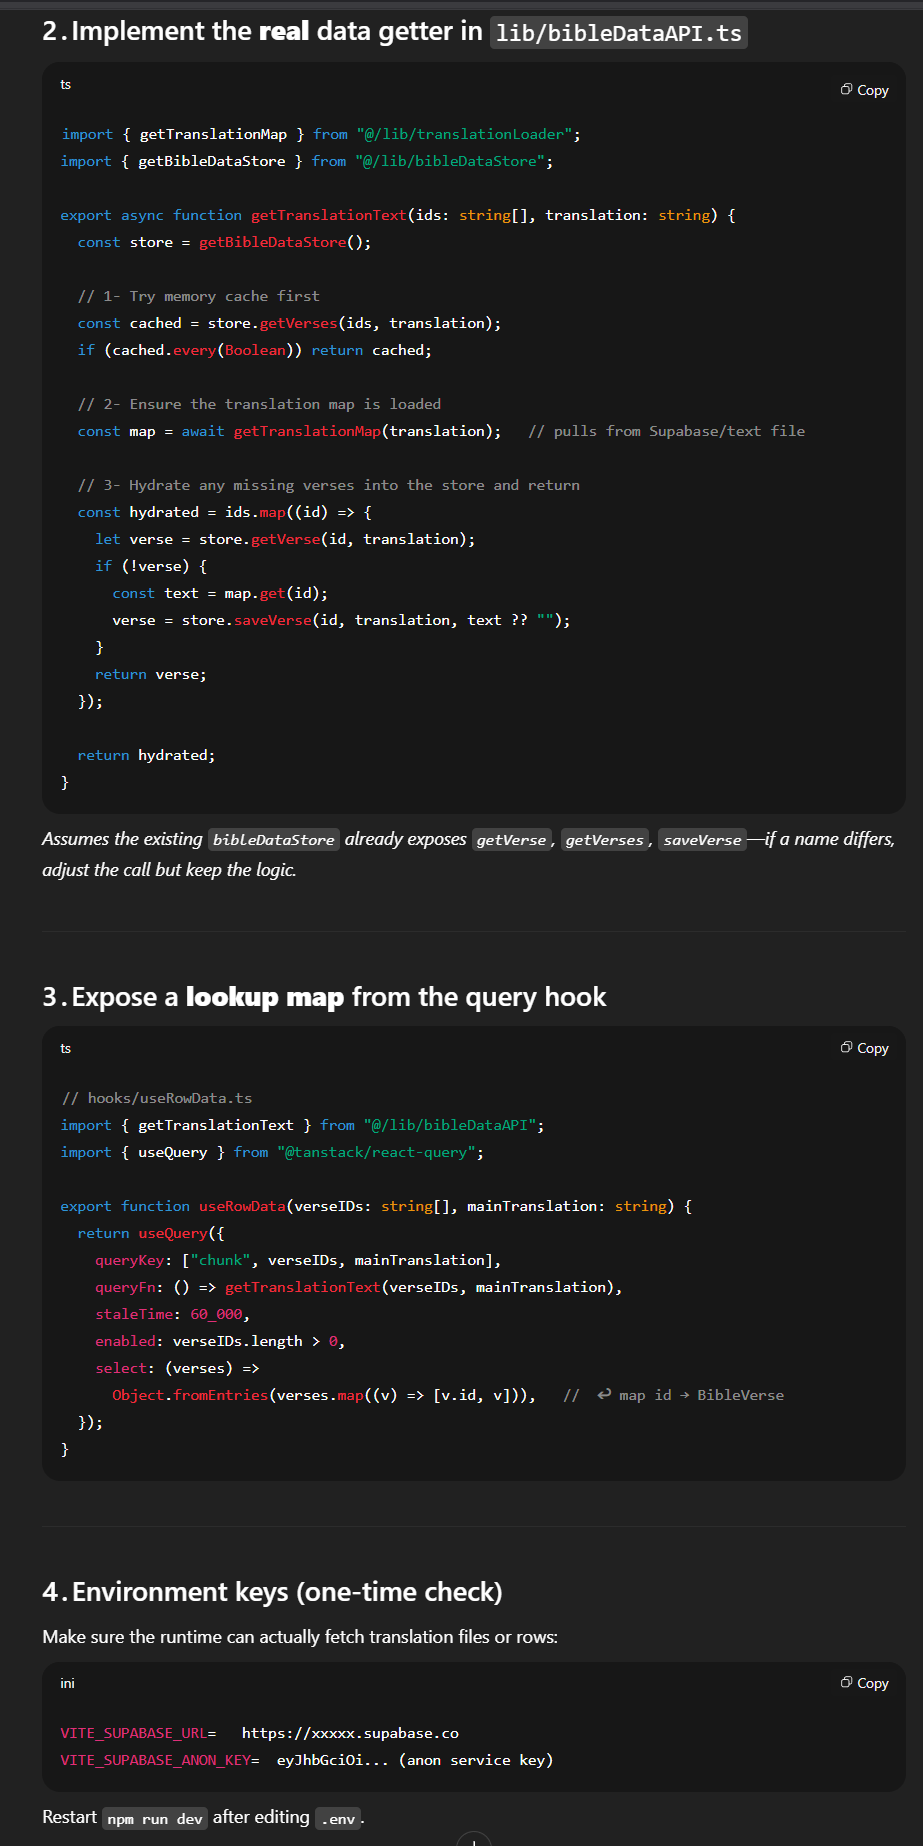 2. Implement the real data getter in lib/bibleDataAPI.ts
ts
Copy
import { getTranslationMap } from "@/lib/translationLoader";
import { getBibleDataStore } from "@/lib/bibleDataStore";
export async function getTranslationText(ids: string[], translation: string) {
  const store = getBibleDataStore();
  // 1- Try memory cache first
  const cached = store.getVerses(ids, translation);
  if (cached.every(Boolean)) return cached;
  // 2- Ensure the translation map is loaded
  const map = await getTranslationMap(translation);   // pulls from Supabase/text file
  // 3- Hydrate any missing verses into the store and return
  const hydrated = ids.map((id) => {
    let verse = store.getVerse(id, translation);
    if (!verse) {
      const text = map.get(id);
      verse = store.saveVerse(id, translation, text ?? "");
    }
    return verse;
  });
  return hydrated;
}
Assumes the existing bibleDataStore already exposes getVerse, getVerses, saveVerse—if a name differs,
adjust the call but keep the logic.
3. Expose a lookup map from the query hook
ts
Copy
// hooks/useRowData.ts
import { getTranslationText } from "@/lib/bibleDataAPI";
import { useQuery } from "@tanstack/react-query";
export function useRowData(verseIDs: string[], mainTranslation: string) {
  return useQuery({
    queryKey: ["chunk", verseIDs, mainTranslation],
    queryFn: () => getTranslationText(verseIDs, mainTranslation),
    staleTime: 60_000,
    enabled: verseIDs.length > 0,
    select: (verses) =>
      Object.fromEntries(verses.map((v) => [v.id, v])),   // ↩ map id → BibleVerse
  });
}
4. Environment keys (one-time check)
Make sure the runtime can actually fetch translation files or rows:
ini
Copy
VITE_SUPABASE_URL=   https://xxxxx.supabase.co
VITE_SUPABASE_ANON_KEY=  eyJhbGciOi... (anon service key)
Restart npm run dev after editing .env.